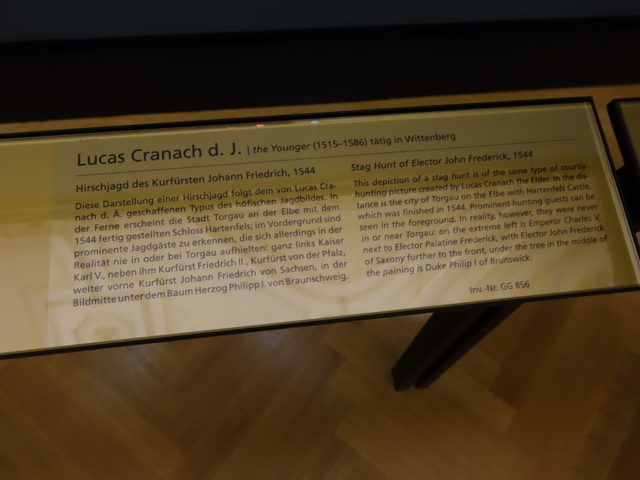 Lucas Cranach d. J. | the Younger (1515–1586) tätig in Wittenberg
Hirschjagd des Kurfürsten Johann Friedrich, 1544
Diese Darstellung einer Hirschjagd folgt dem von Lucas Cra-
nach d. Ä. geschaffenen Typus des höfischen Jagdbildes. In
der Ferne erscheint die Stadt Torgau an der Elbe mit dem
1544 fertig gestellten Schloss Hartenfels; im Vordergrund sind
prominente Jagdgäste zu erkennen, die sich allerdings in der
Realität nie in oder bei Torgau aufhielten: ganz links Kaiser
Karl V., neben ihm Kurfürst Friedrich II., Kurfürst von der Pfalz,
weiter vorne Kurfürst Johann Friedrich von Sachsen, in der
Bildmitte unter dem Baum Herzog Philipp I. von Braunschweig.
Stag Hunt of Elector John Frederick, 1544
This depiction of a stag hunt is of the same type of courtly
hunting picture created by Lucas Cranach the Elder. In the dis-
tance is the city of Torgau on the Elbe with Hartenfels Castle,
which was finished in 1544. Prominent hunting guests can be
seen in the foreground. In reality, however, they were never
in or near Torgau: on the extreme left is Emperor Charles V,
next to Elector Palatine Frederick, with Elector John Frederick
of Saxony further to the front, under the tree in the middle of
the paining is Duke Philip I of Brunswick.
Inv.-Nr. GG 856